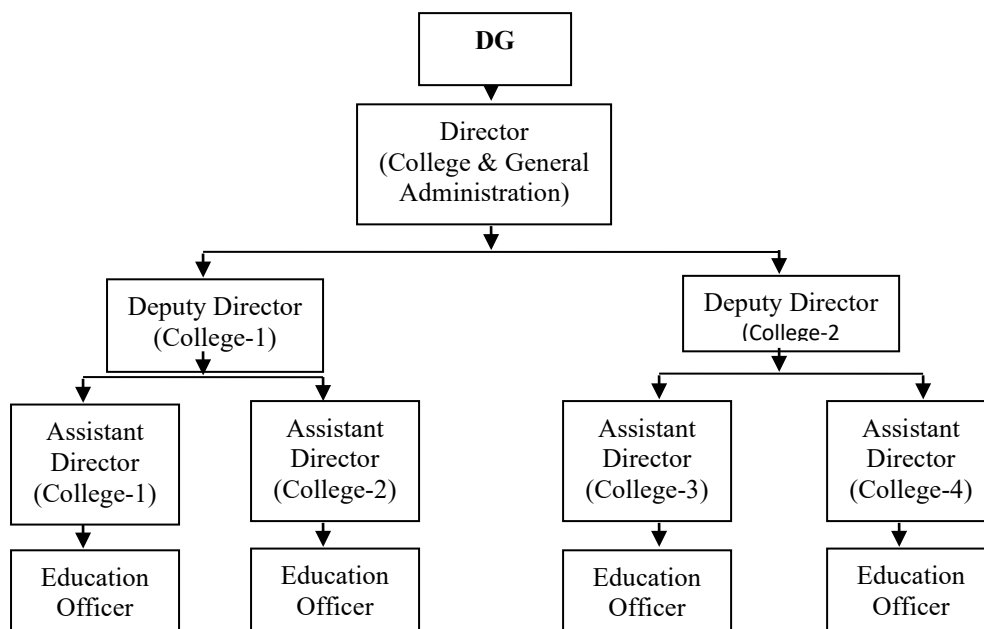 DG
Director
(College & General
Administration)
Deputy Director
(College-1)
Deputy Director
(College-2
Assistant
Director
(College-1)
Assistant
Director
(College-2)
Assistant
Director
(College-3)
Assistant
Director
(College-4)
Education
Officer
Education
Officer
Education
Officer
Education
Officer